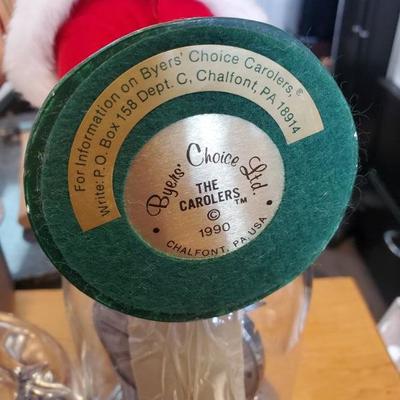 For Information on Byers' Choice Carolers,®
Write: P.O. Box 158 Dept. C, Chalfont, PA 18914
Byers' Choice Ltd.
THE
CAROLERS™
©
1990
CHALFONT, PA. USA